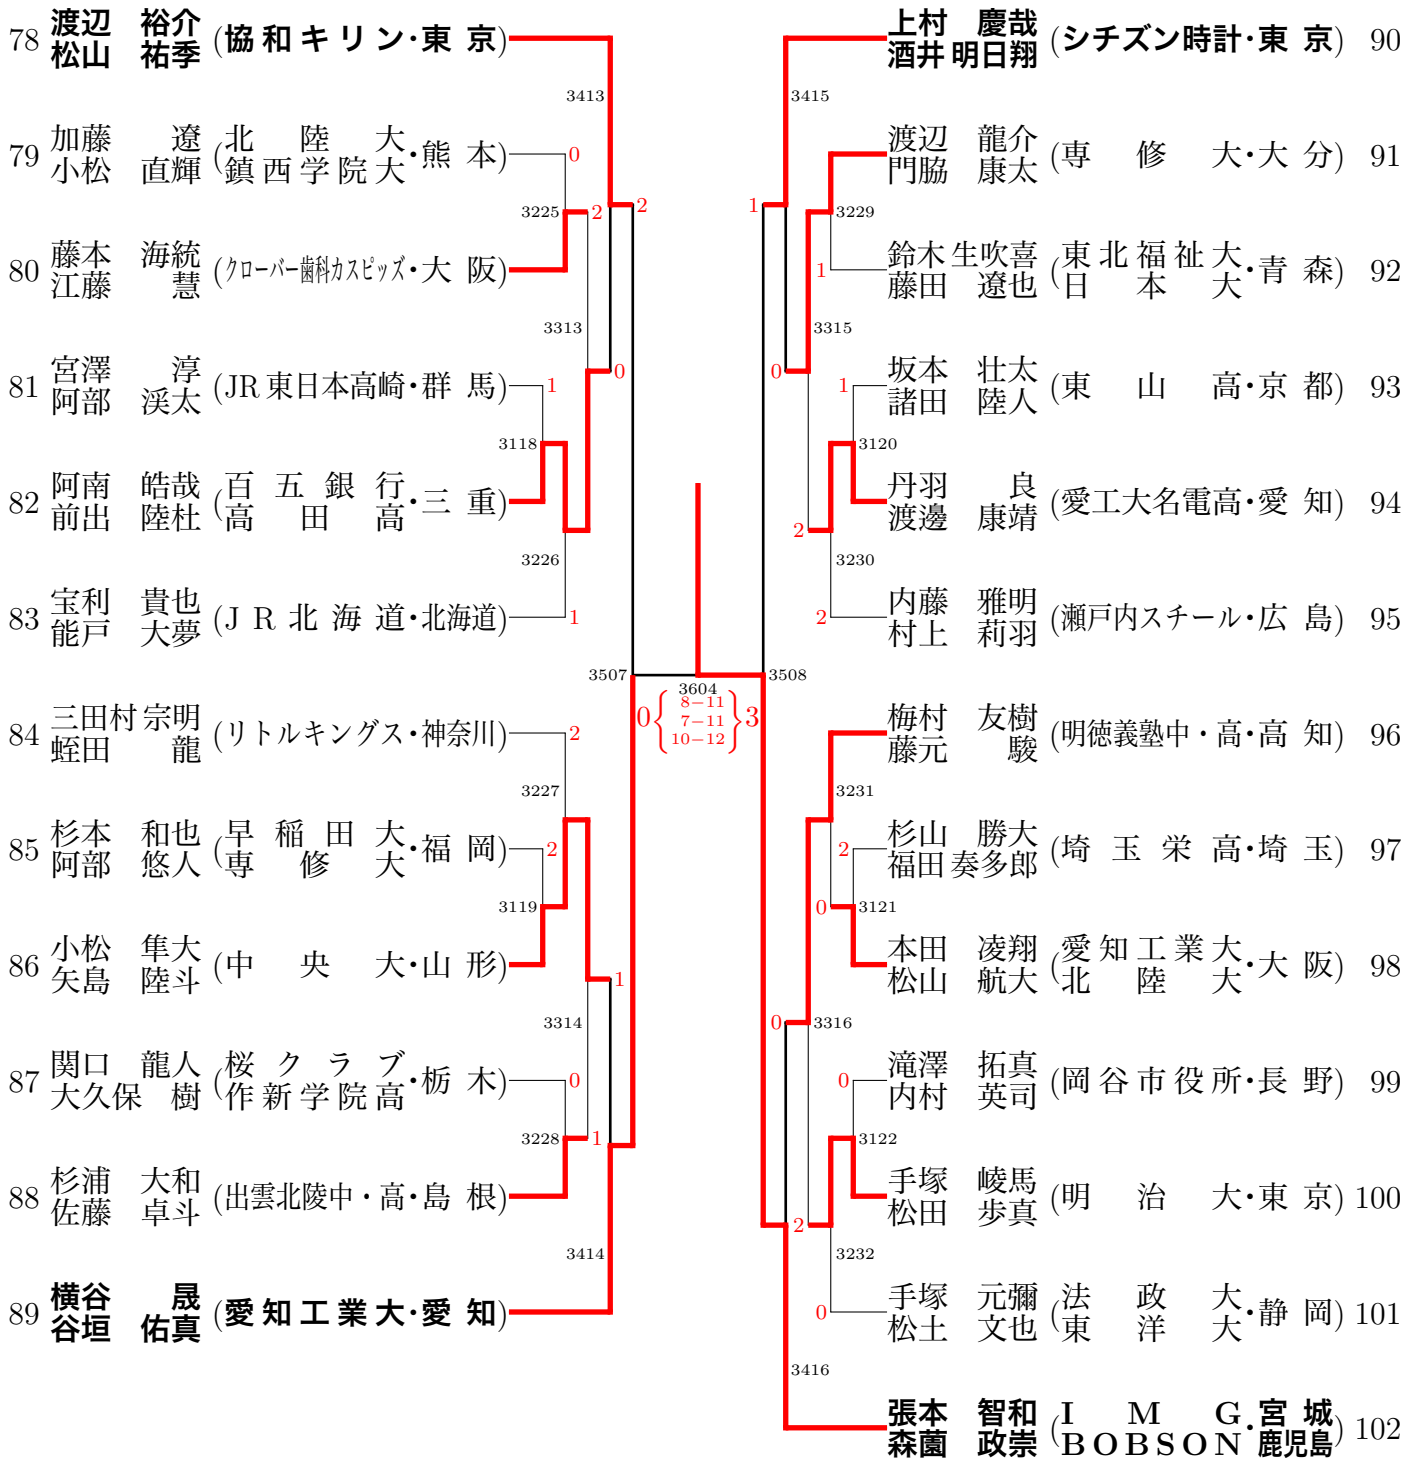 78 渡辺 裕介 松山 祐季 (協和キリン・東京)
3413
79 加藤 遼 小松 直輝 (北陸大 鎮西学院大・熊本)
0
3225
2
2
80 藤本 海統 江藤 慧 (クローバー歯科カスピッズ・大阪)
3313
0
81 宮澤 淳 阿部 渓太 (JR東日本高崎・群馬)
1
3118
82 阿南 皓哉 前出 陸杜 (百五銀行 高田高・三重)
3226
83 宝利 貴也 能戸 大夢 (JR北海道・北海道)
1
3507
84 三田村 宗明 蛭田 龍 (リトルキングス・神奈川)
2
3227
85 杉本 和也 阿部 悠人 (早稲田大 専修大・福岡)
2
3119
86 小松 隼大 矢島 陸斗 (中央大・山形)
1
3314
87 関口 龍人 大久保 樹 (桜クラブ 作新学院高・栃木)
0
3228
1
88 杉浦 大和 佐藤 卓斗 (出雲北陵中・高・島根)
3414
89 横谷 晟 谷垣 佑真 (愛知工業大・愛知)
3604
0 { 8-11
7-11
10-12 } 3
上村 慶哉 酒井 明日翔 (シチズン時計・東京) 90
3415
渡辺 龍介 門脇 康太 (専修大・大分) 91
1
3229
鈴木 生吹喜 藤田 遼也 (東北福祉大 日本大・青森) 92
1
3315
0
坂本 壮太 諸田 陸人 (東山高・京都) 93
1
3120
丹羽 良 渡邊 康靖 (愛工大名電高・愛知) 94
2
3230
内藤 雅明 村上 莉羽 (瀬戸内スチール・広島) 95
2
3508
梅村 友樹 藤元 駿 (明徳義塾中・高・高知) 96
3231
杉山 勝大 福田 奏多郎 (埼玉栄高・埼玉) 97
2
0
3121
本田 凌翔 松山 航大 (愛知工業大 北陸大・大阪) 98
0
3316
滝澤 拓真 内村 英司 (岡谷市役所・長野) 99
0
3122
手塚 崚馬 松田 歩真 (明治大・東京) 100
2
3232
手塚 元彌 松土 文也 (法政大 東洋大・静岡) 101
0
3416
張本 智和 森薗 政崇 (IMG BOBSON・宮城 鹿児島) 102